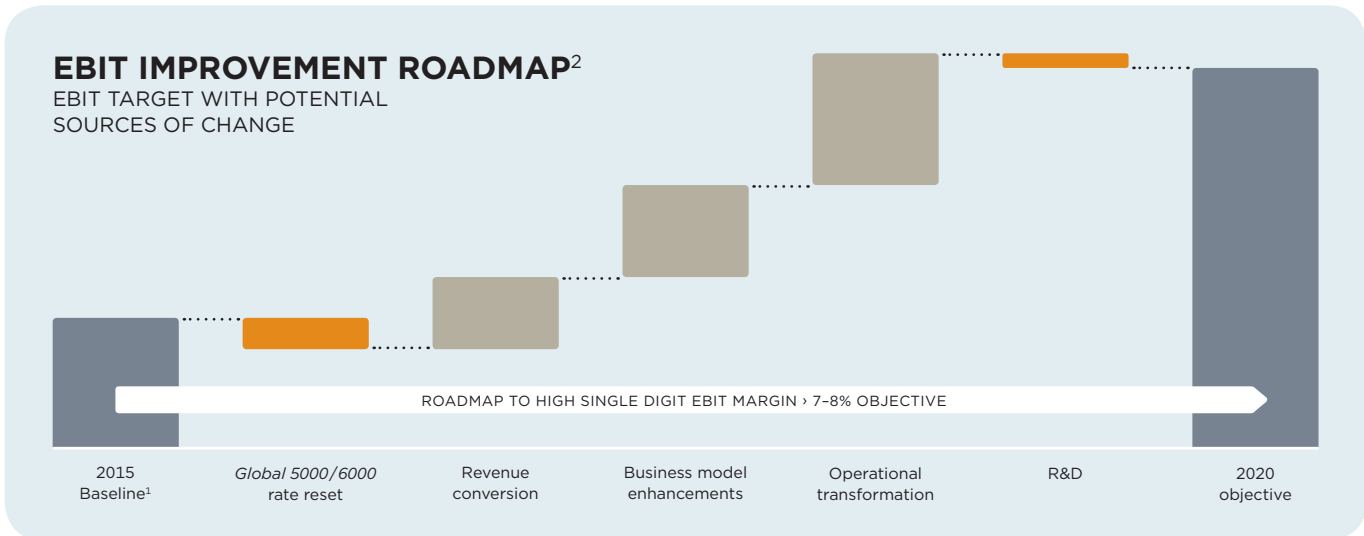 EBIT IMPROVEMENT ROADMAP²
EBIT TARGET WITH POTENTIAL
SOURCES OF CHANGE
ROADMAP TO HIGH SINGLE DIGIT EBIT MARGIN › 7–8% OBJECTIVE
2015
Baseline¹
Global 5000/6000
rate reset
Revenue
conversion
Business model
enhancements
Operational
transformation
R&D
2020
objective